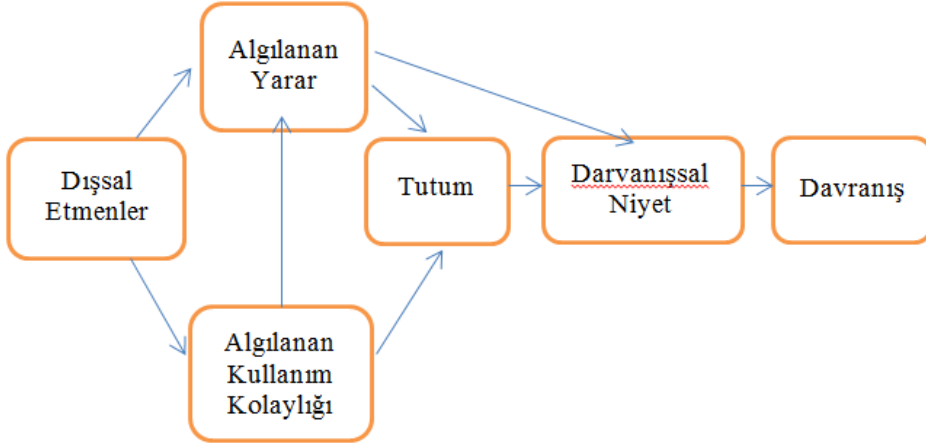 Algılanan
Yarar
Dışsal
Etmenler
Tutum
Darvanışsal
Niyet
Davranış
Algılanan
Kullanım
Kolaylığı